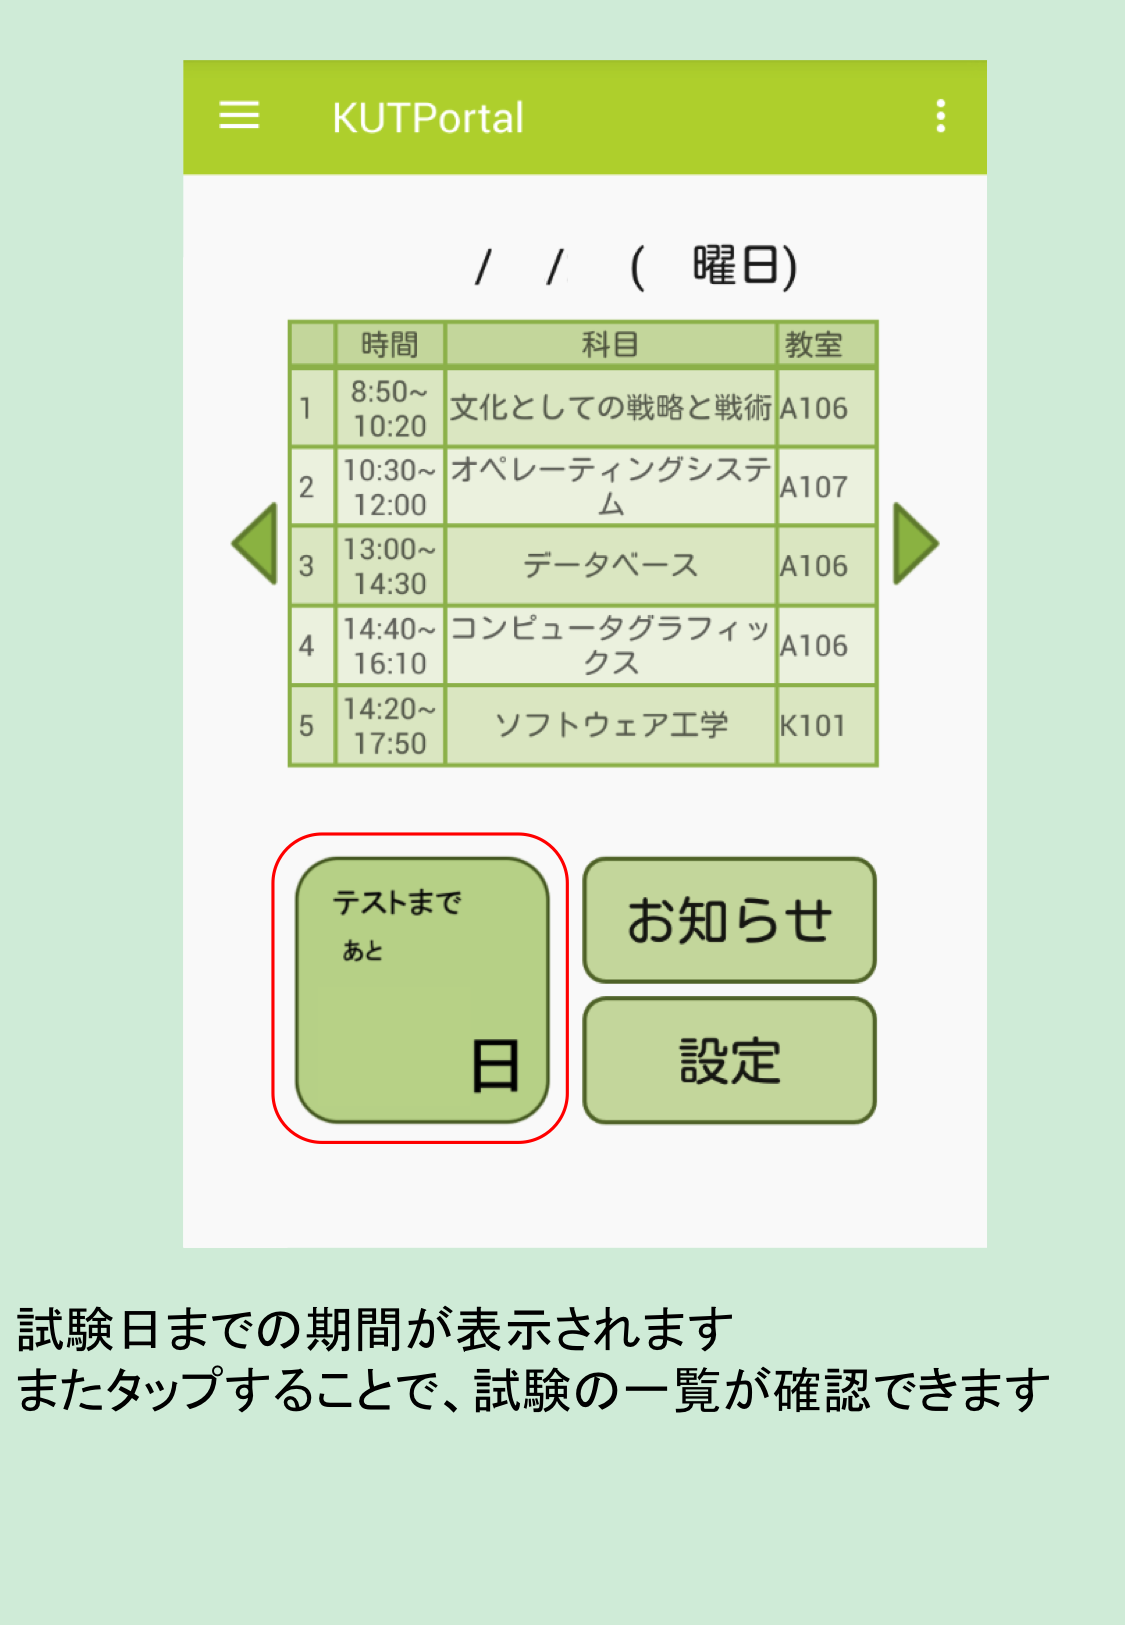 KUTPortal
/ / ( 曜日)
時間 科目 教室
1 8:50~ 10:20 文化としての戦略と戦術 A106
2 10:30~ 12:00 オペレーティングシステム A107
3 13:00~ 14:30 データベース A106
4 14:40~ 16:10 コンピュータグラフィックス A106
5 14:20~ 17:50 ソフトウェア工学 K101
テストまで
あと
日
お知らせ
設定
試験日までの期間が表示されます
またタップすることで、試験の一覧が確認できます